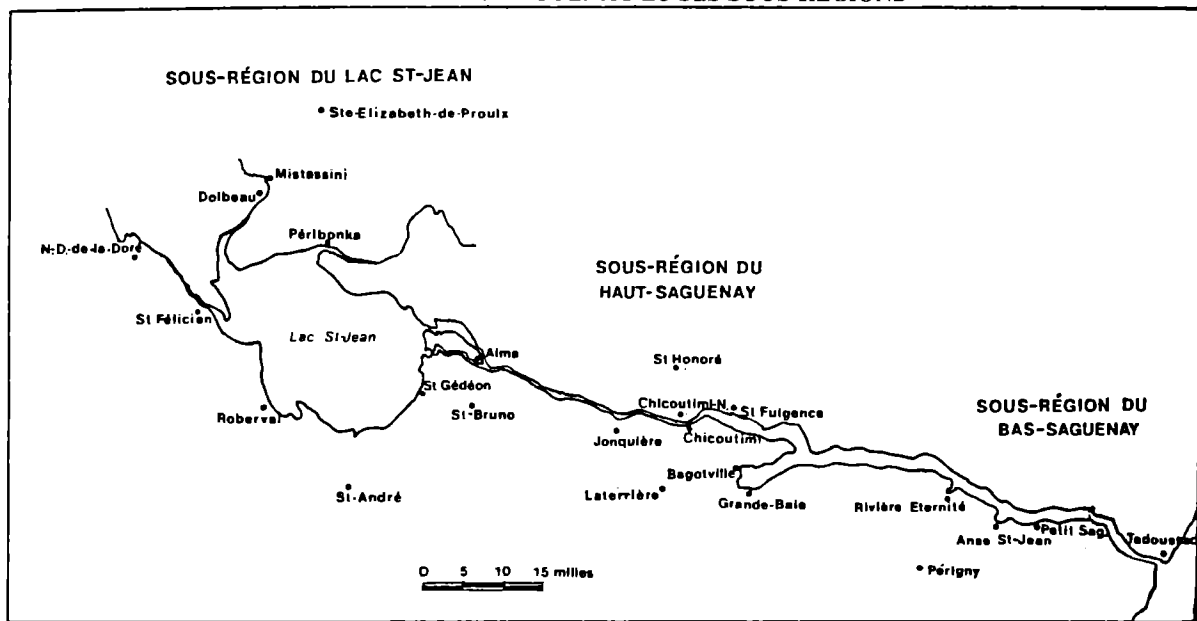 SOUS-RÉGION DU LAC ST-JEAN
Ste-Elizabeth-de-Proulx
Mistassini
Dolbeau
N.-D.-de-la-Doré
Péribonka
SOUS-RÉGION DU
HAUT-SAGUENAY
St Félicien
Lac St-Jean
Alma
St Honoré
St Gédéon
Roberval
St-Bruno
Chicoutimi-N.
St Fulgence
SOUS-RÉGION DU
BAS-SAGUENAY
Jonquière
Chicoutimi
Bagotville
St-André
Laterrière
Grande-Baie
Rivière Eternité
Anse St-Jean
Petit Sag.
Tadoussac
Périgny
0 5 10 15 milles